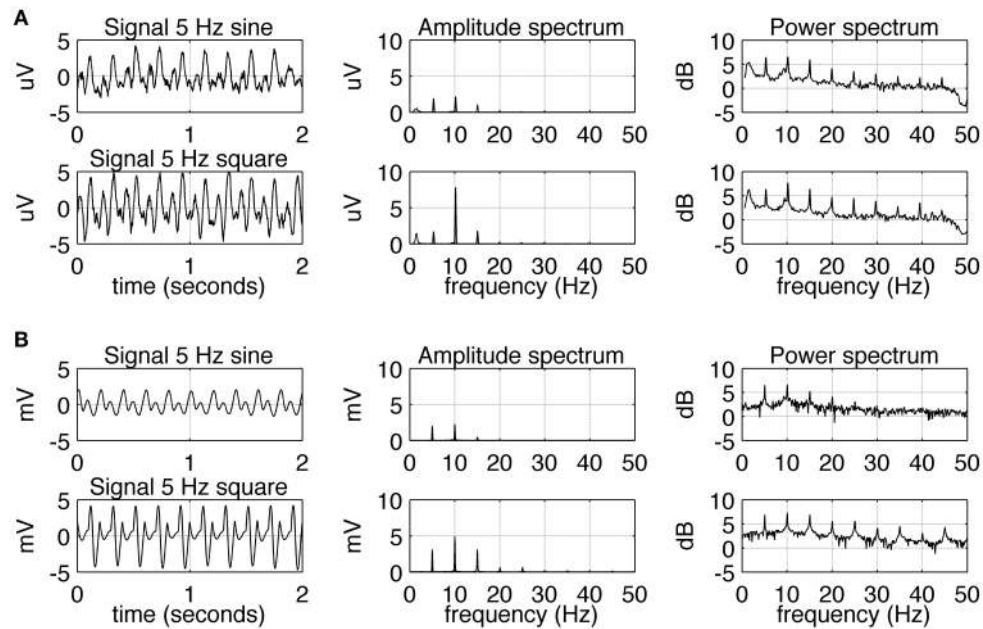 A
Signal 5 Hz sine Amplitude spectrum Power spectrum
uV 5 0 -5 uV 10 5 0 dB 10 5 0 -5
0 1 2 0 10 20 30 40 50 0 10 20 30 40 50
Signal 5 Hz square
uV 5 0 -5 uV 10 5 0 dB 10 5 0 -5
0 1 2 0 10 20 30 40 50 0 10 20 30 40 50
time (seconds) frequency (Hz) frequency (Hz)
B
Signal 5 Hz sine Amplitude spectrum Power spectrum
mV 5 0 -5 mV 10 5 0 dB 10 5 0 -5
0 1 2 0 10 20 30 40 50 0 10 20 30 40 50
Signal 5 Hz square
mV 5 0 -5 mV 10 5 0 dB 10 5 0 -5
0 1 2 0 10 20 30 40 50 0 10 20 30 40 50
time (seconds) frequency (Hz) frequency (Hz)